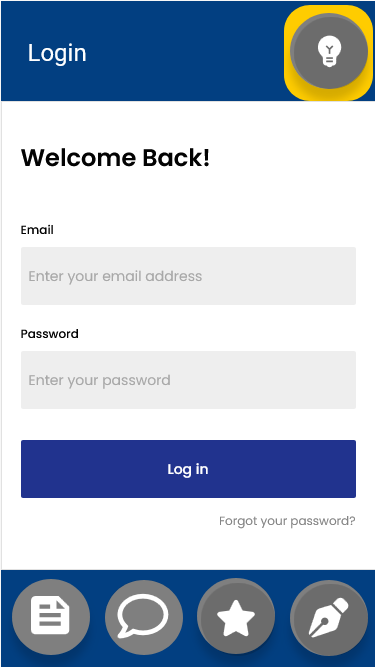 Login
Welcome Back!
Email
Enter your email address
Password
Enter your password
Log in
Forgot your password?